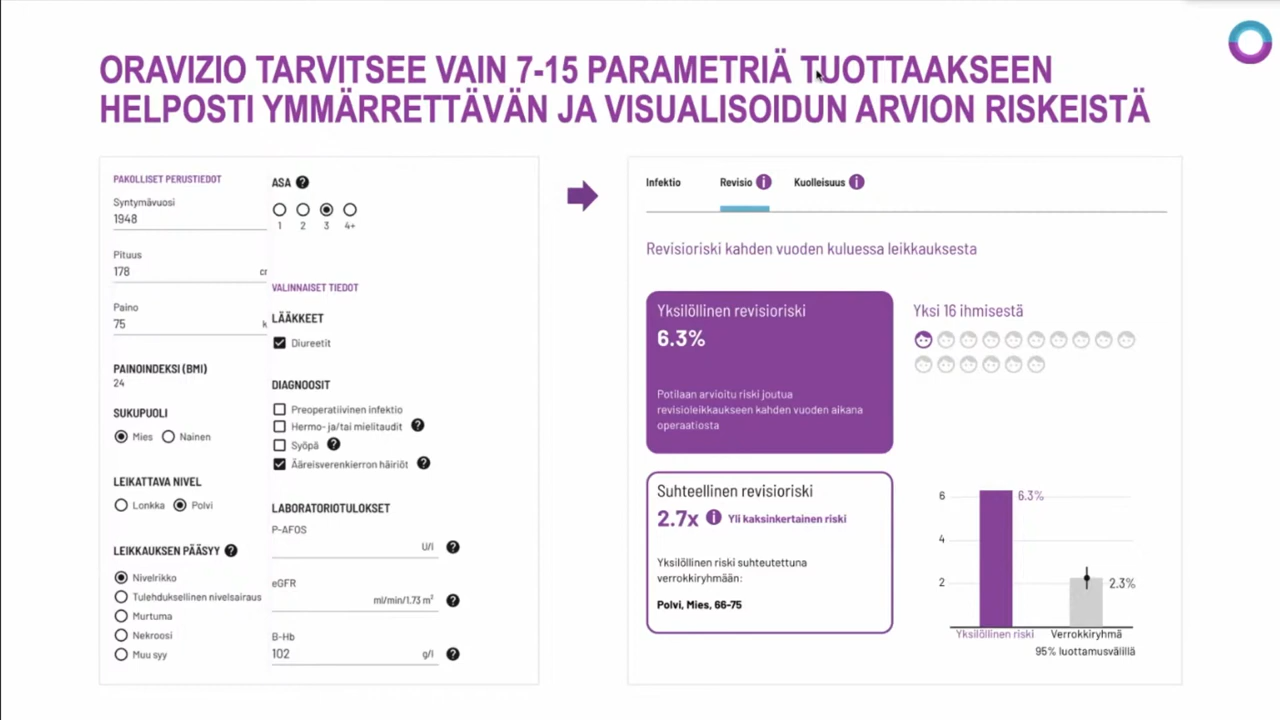 ORAVIZIO TARVITSEE VAIN 7-15 PARAMETRIÄ TUOTTAAKSEEN
HELPOSTI YMMÄRRETTÄVÄN JA VISUALISOIDUN ARVION RISKEISTÄ
PAKOLLISET PERUSTIEDOT
Syntymävuosi
1948
Pituus
178 cr
Paino
75 k
PAINOINDEKSI (BMI)
24
SUKUPUOLI
Mies Nainen
LEIKATTAVA NIVEL
Lonkka Polvi
LEIKKAUKSEN PÄÄSYY ?
Nivelrikko
Tulehduksellinen nivelsairaus
Murtuma
Nekroosi
Muu syy
ASA ?
1 2 3 4+
VALINNAISET TIEDOT
LÄÄKKEET
Diureetit
DIAGNOOSIT
Preoperatiivinen infektio
Hermo- ja/tai mielitaudit ?
Syöpä ?
Ääreisverenkierron häiriöt ?
LABORATORIOTULOKSET
P-AFOS
U/l ?
eGFR
ml/min/1.73 m² ?
B-Hb
102 g/l ?
Infektio Revisio i Kuolleisuus i
Revisioriski kahden vuoden kuluessa leikkauksesta
Yksilöllinen revisioriski
6.3%
Potilaan arvioitu riski joutua
revisioleikkaukseen kahden vuoden aikana
operaatiosta
Yksi 16 ihmisestä
Suhteellinen revisioriski
2.7x i Yli kaksinkertainen riski
Yksilöllinen riski suhteutettuna
verrokkiryhmään:
Polvi, Mies, 66-75
6 6.3%
4
2 2.3%
Yksilöllinen riski Verrokkiryhmä
95% luottamusvälillä